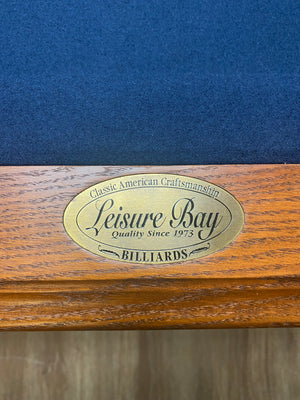 Classic American Craftsmanship
Leisure Bay
Quality Since 1973
BILLIARDS